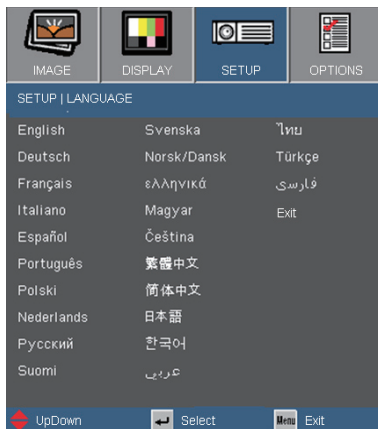 IMAGE DISPLAY SETUP OPTIONS
SETUP | LANGUAGE
English Svenska ไทย
Deutsch Norsk/Dansk Türkçe
Français ελληνικά فارسی
Italiano Magyar Exit
Español Čeština
Português 繁體中文
Polski 简体中文
Nederlands 日本語
Русский 한국어
Suomi عربي
UpDown Select Menu Exit